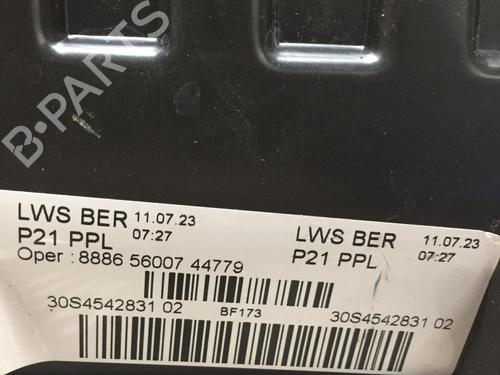 B-PARTS
LWS BER 11.07.23
P21 PPL 07:27
Oper : 8886 56007 44779
LWS BER 11.07.23
P21 PPL 07:27
30S4542831 02 BF173 30S4542831 02